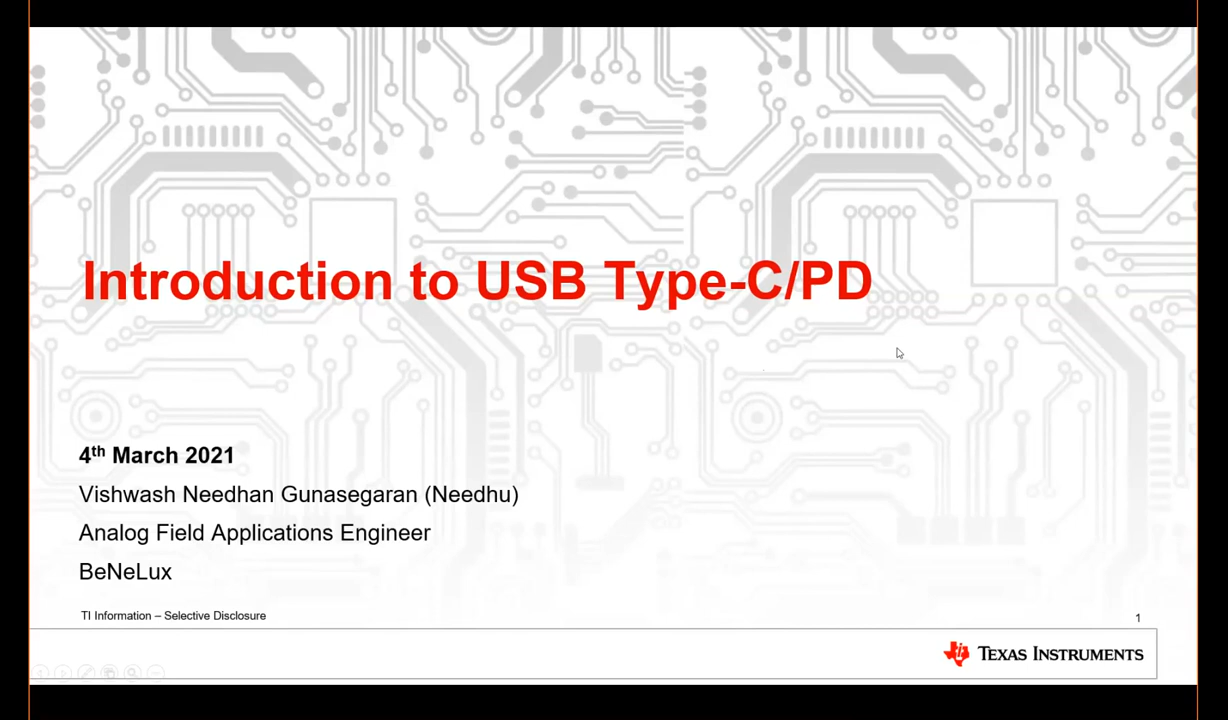 Introduction to USB Type-C/PD
4th March 2021
Vishwash Needhan Gunasegaran (Needhu)
Analog Field Applications Engineer
BeNeLux
TI Information – Selective Disclosure
1
TEXAS INSTRUMENTS